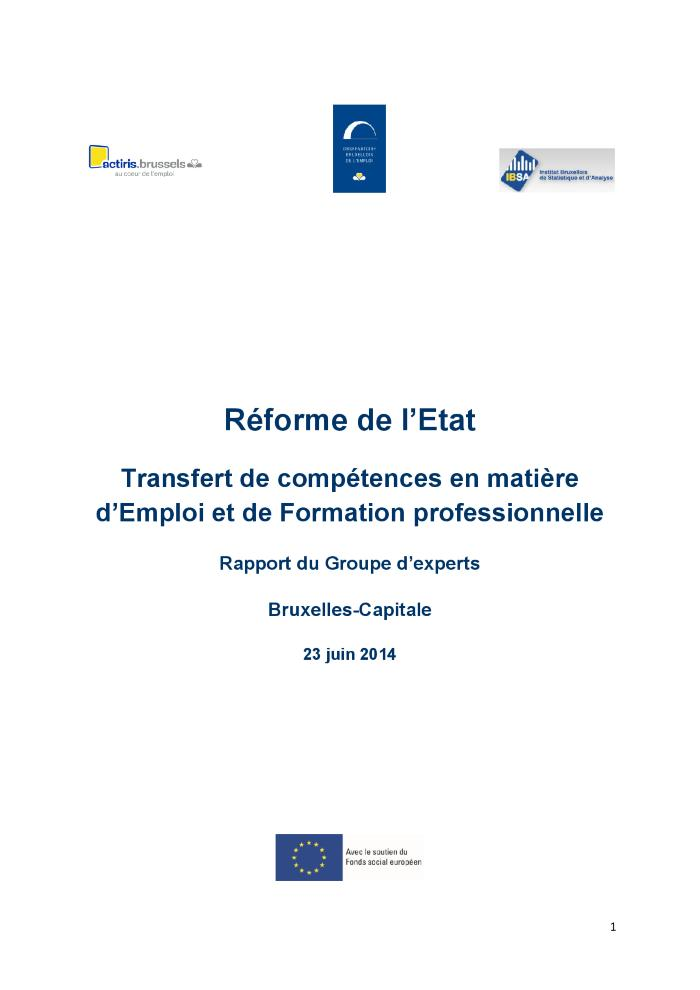 actiris.brussels
au coeur de l'emploi
OBSERVATOIRE
BRUXELLOIS
DE L'EMPLOI
IBSA
Institut Bruxellois
de Statistique et d'Analyse
Réforme de l'Etat
Transfert de compétences en matière
d'Emploi et de Formation professionnelle
Rapport du Groupe d'experts
Bruxelles-Capitale
23 juin 2014
Avec le soutien du
Fonds social européen
1